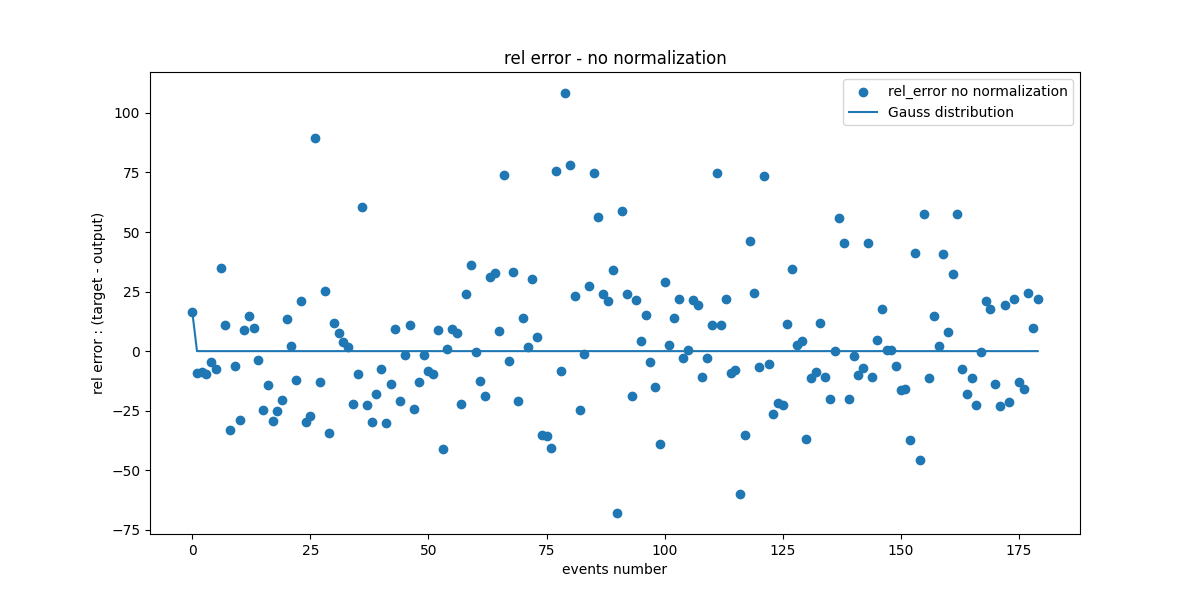 rel error - no normalization
rel_error no normalization
Gauss distribution
rel error : (target - output)
100
75
50
25
0
−25
−50
−75
0 25 50 75 100 125 150 175
events number